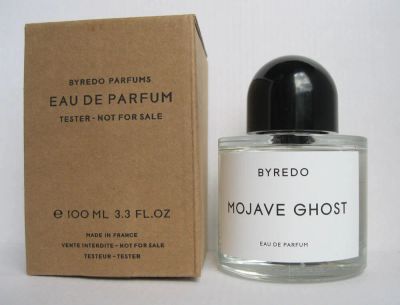 BYREDO PARFUMS
EAU DE PARFUM
TESTER - NOT FOR SALE
℮ 100 ML 3.3 FL.OZ
MADE IN FRANCE
VENTE INTERDITE - NOT FOR SALE
TESTEUR - TESTER
BYREDO
MOJAVE GHOST
EAU DE PARFUM